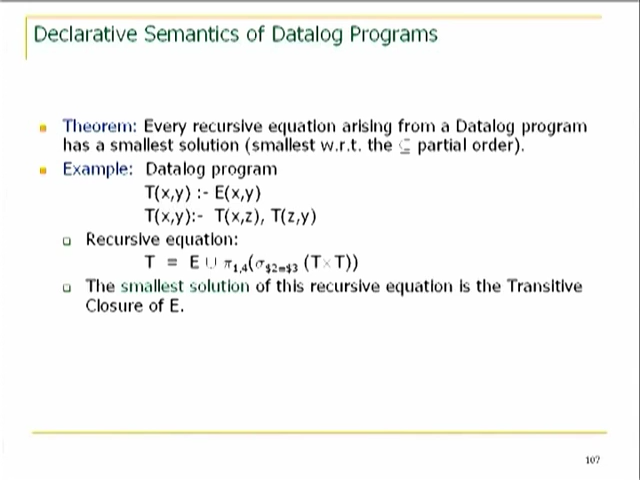 Declarative Semantics of Datalog Programs
Theorem: Every recursive equation arising from a Datalog program
has a smallest solution (smallest w.r.t. the ⊆ partial order).
Example: Datalog program
T(x,y) :- E(x,y)
T(x,y):- T(x,z), T(z,y)
Recursive equation:
T = E ∪ π1,4(σ$2=$3 (T×T))
The smallest solution of this recursive equation is the Transitive
Closure of E.
107